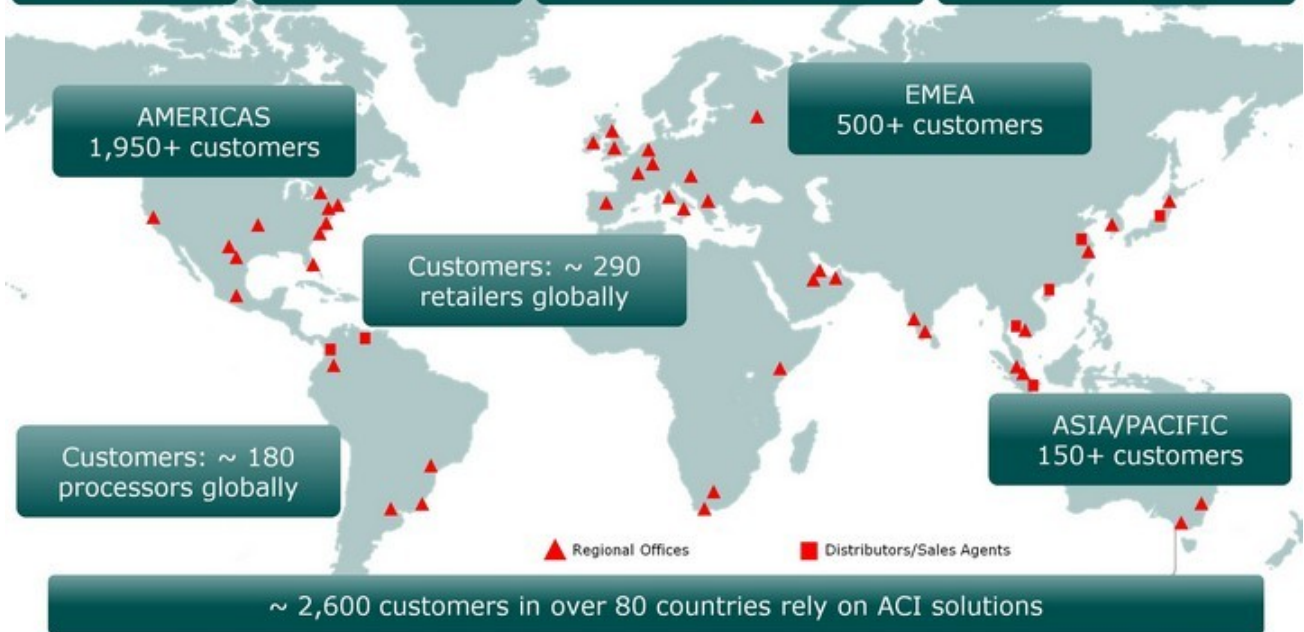 AMERICAS
1,950+ customers
EMEA
500+ customers
Customers: ~ 290
retailers globally
Customers: ~ 180
processors globally
ASIA/PACIFIC
150+ customers
Regional Offices
Distributors/Sales Agents
~ 2,600 customers in over 80 countries rely on ACI solutions